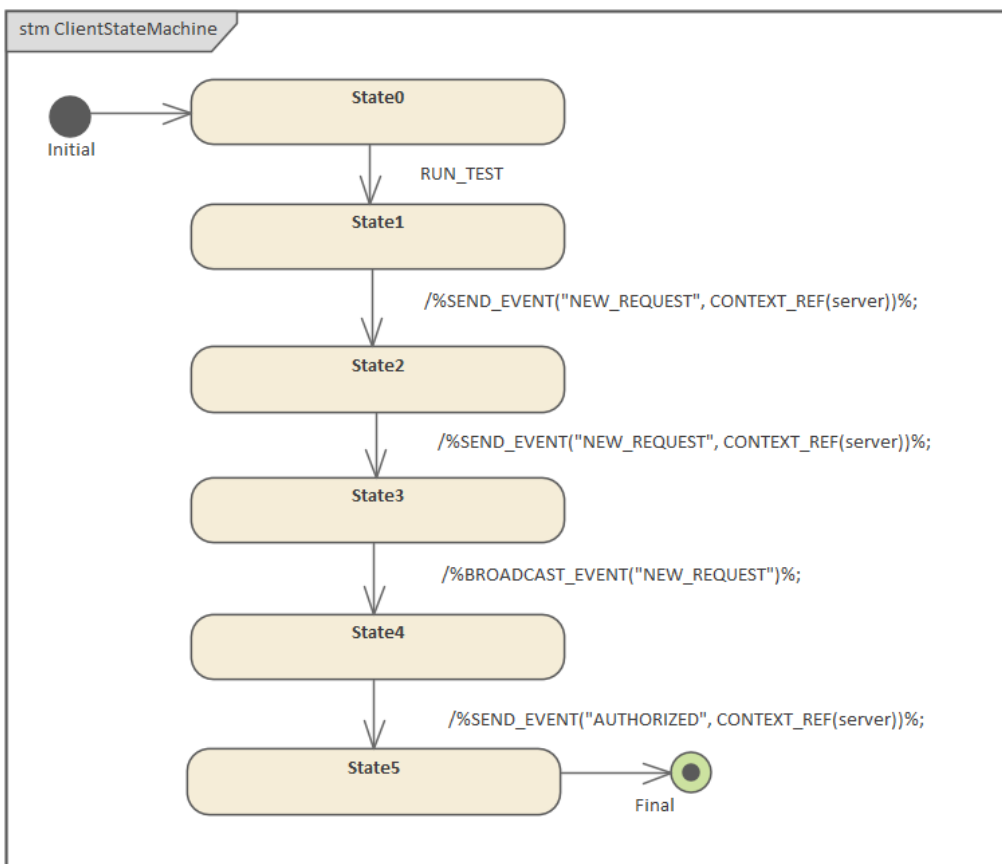 stm ClientStateMachine
State0
Initial
RUN_TEST
State1
/%SEND_EVENT("NEW_REQUEST", CONTEXT_REF(server))%;
State2
/%SEND_EVENT("NEW_REQUEST", CONTEXT_REF(server))%;
State3
/%BROADCAST_EVENT("NEW_REQUEST")%;
State4
/%SEND_EVENT("AUTHORIZED", CONTEXT_REF(server))%;
State5
Final